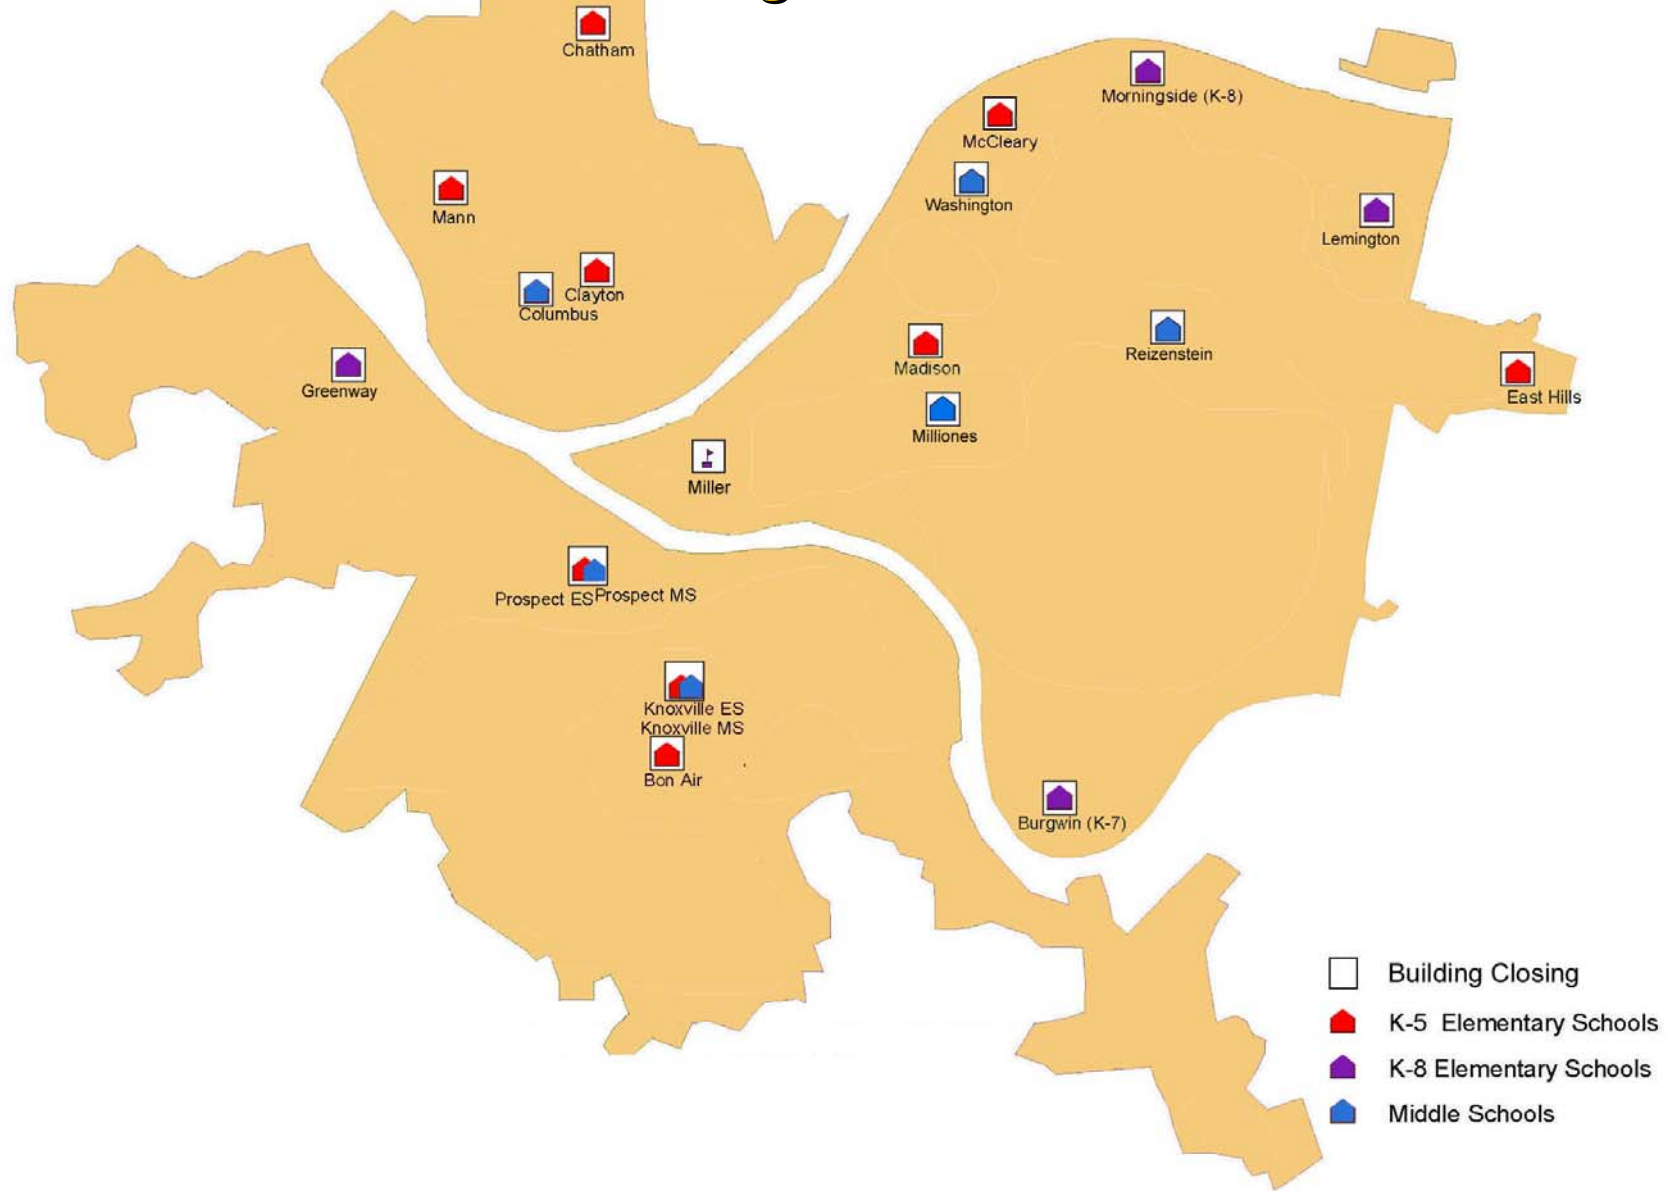 Chatham
Morningside (K-8)
McCleary
Mann
Washington
Lemington
Clayton
Columbus
Reizenstein
Madison
Greenway
East Hills
Milliones
Miller
Prospect ES Prospect MS
Knoxville ES
Knoxville MS
Bon Air
Burgwin (K-7)
Building Closing
K-5 Elementary Schools
K-8 Elementary Schools
Middle Schools